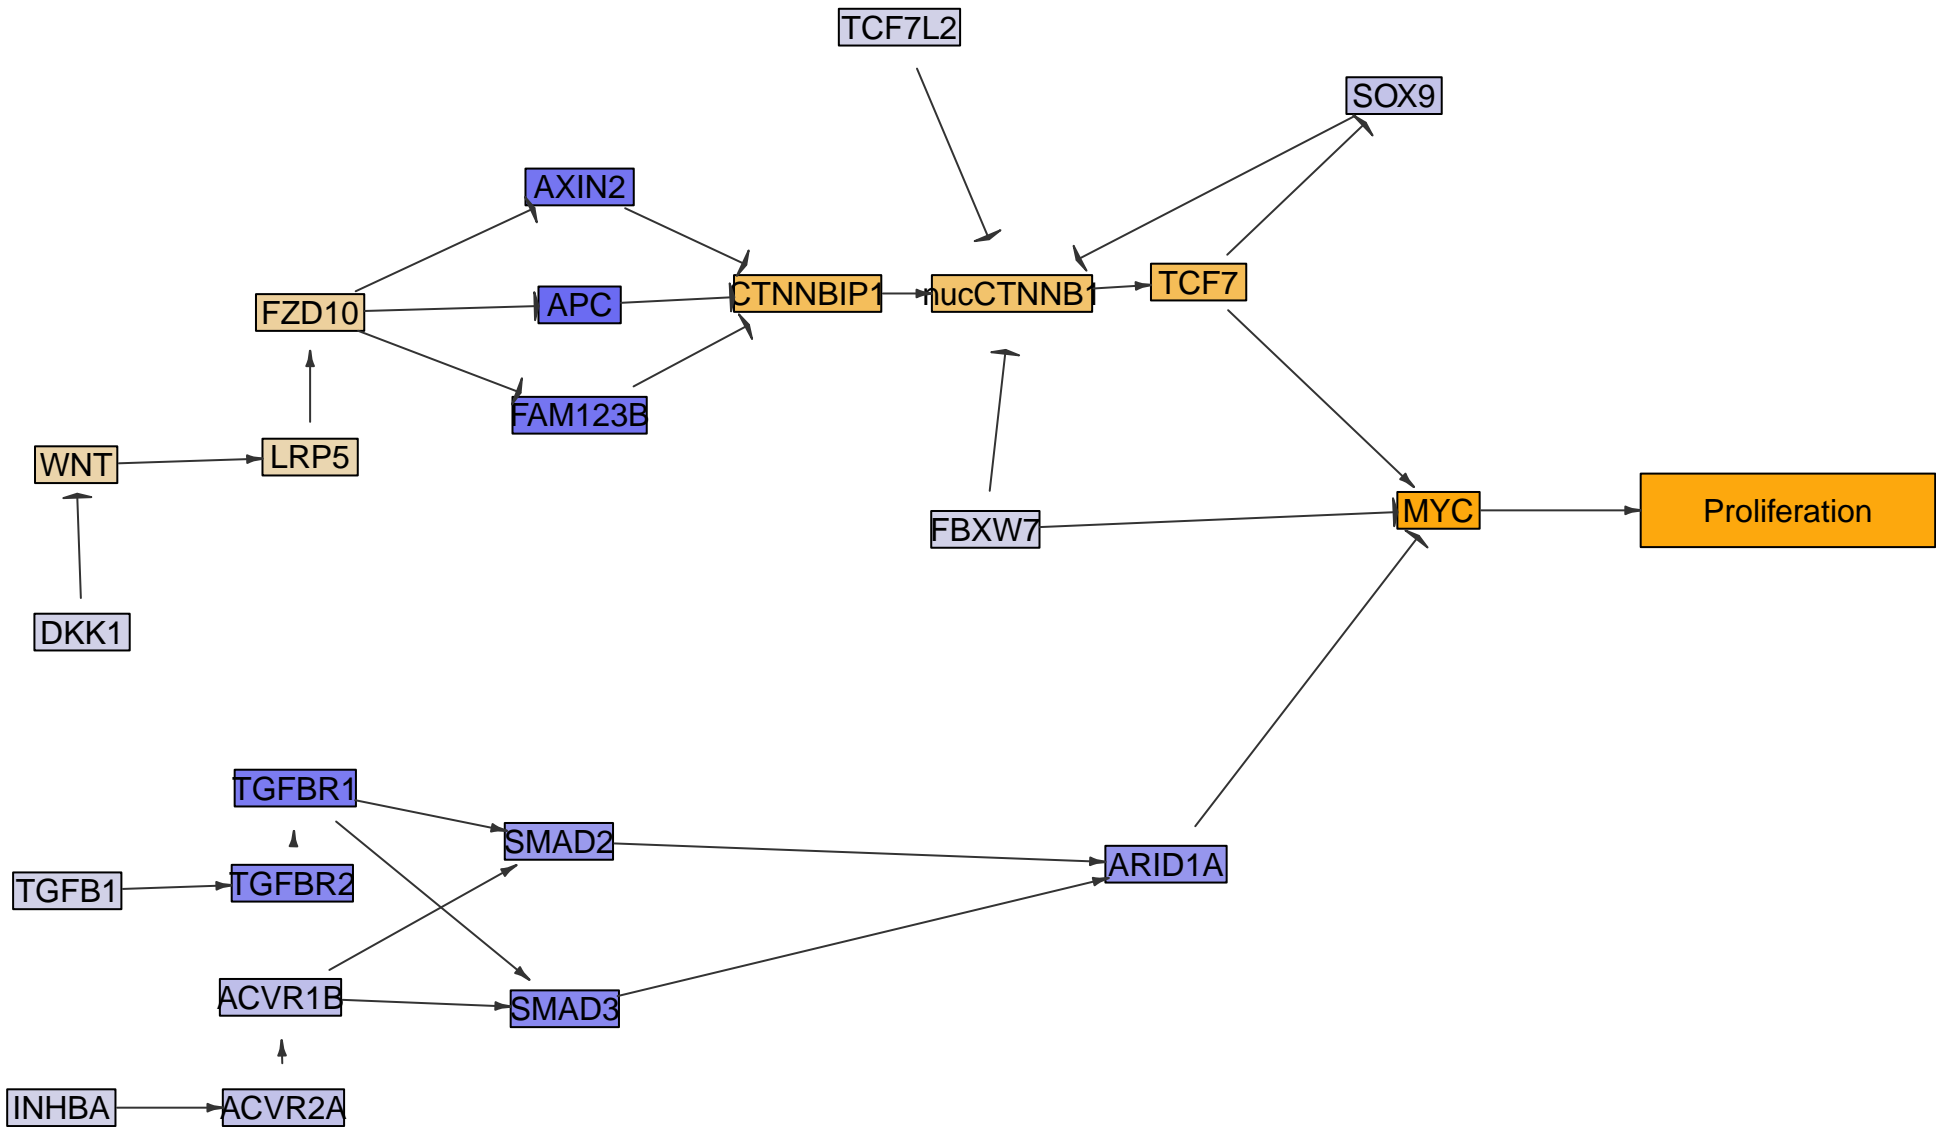 TCF7L2
SOX9
AXIN2
FZD10
APC
CTNNBIP1
nucCTNNB1
TCF7
FAM123B
WNT
LRP5
FBXW7
MYC
Proliferation
DKK1
TGFBR1
SMAD2
ARID1A
TGFB1
TGFBR2
ACVR1B
SMAD3
INHBA
ACVR2A